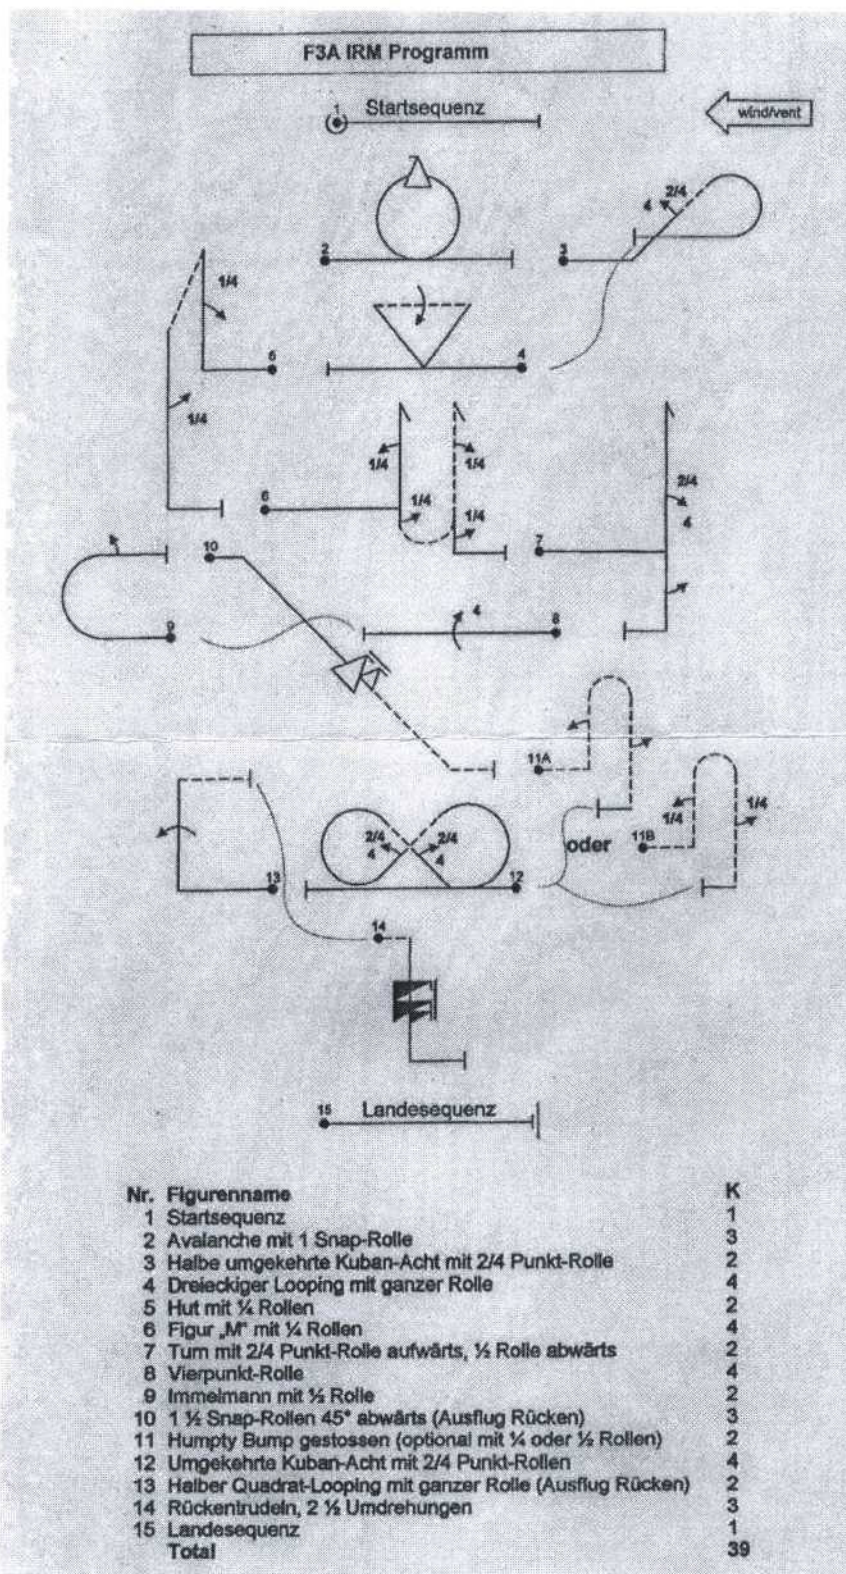 F3A IRM Programm
1 Startsequenz
wind/vent
2/4
4
2
3
1/4
5
4
1/4
1/4
1/4
2/4
6
1/4
1/4
7
4
10
9
4
8
11A
2/4
2/4
4
4
oder
11B
1/4
1/4
13
12
14
15 Landesequenz
Nr. Figurenname K
1 Startsequenz 1
2 Avalanche mit 1 Snap-Rolle 3
3 Halbe umgekehrte Kuban-Acht mit 2/4 Punkt-Rolle 2
4 Dreieckiger Looping mit ganzer Rolle 4
5 Hut mit ¼ Rollen 2
6 Figur „M" mit ¼ Rollen 4
7 Turn mit 2/4 Punkt-Rolle aufwärts, ½ Rolle abwärts 2
8 Vierpunkt-Rolle 4
9 Immelmann mit ½ Rolle 2
10 1 ½ Snap-Rollen 45° abwärts (Ausflug Rücken) 3
11 Humpty Bump gestossen (optional mit ¼ oder ½ Rollen) 2
12 Umgekehrte Kuban-Acht mit 2/4 Punkt-Rollen 4
13 Halber Quadrat-Looping mit ganzer Rolle (Ausflug Rücken) 2
14 Rückentrudeln, 2 ½ Umdrehungen 3
15 Landesequenz 1
Total 39